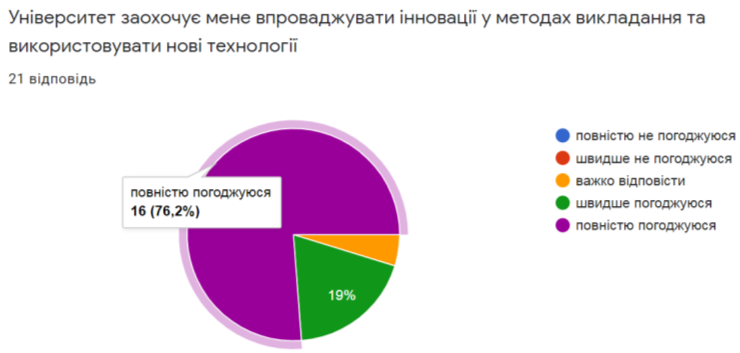 Університет заохочує мене впроваджувати інновації у методах викладання та
використовувати нові технології
21 відповідь
повністю погоджуюся
16 (76,2%)
19%
повністю не погоджуюся
швидше не погоджуюся
важко відповісти
швидше погоджуюся
повністю погоджуюся